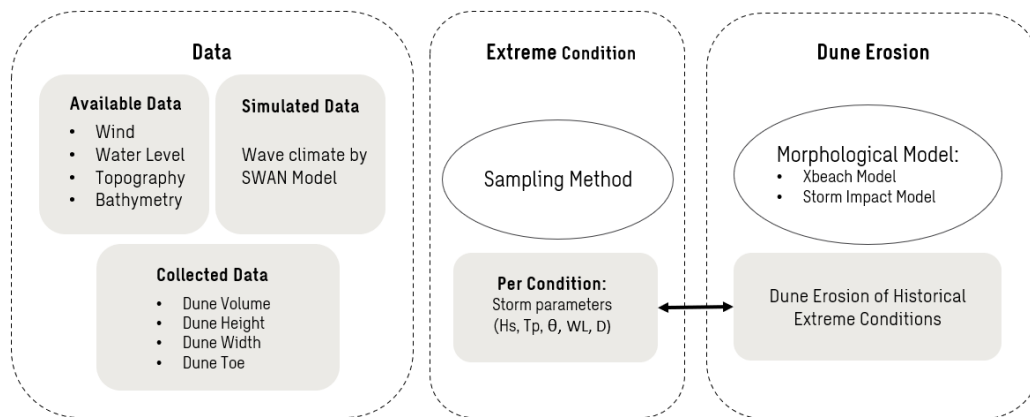 Data
Available Data
• Wind
• Water Level
• Topography
• Bathymetry
Simulated Data
Wave climate by
SWAN Model
Collected Data
• Dune Volume
• Dune Height
• Dune Width
• Dune Toe
Extreme Condition
Sampling Method
Per Condition:
Storm parameters
(Hs, Tp, θ, WL, D)
Dune Erosion
Morphological Model:
• Xbeach Model
• Storm Impact Model
Dune Erosion of Historical
Extreme Conditions